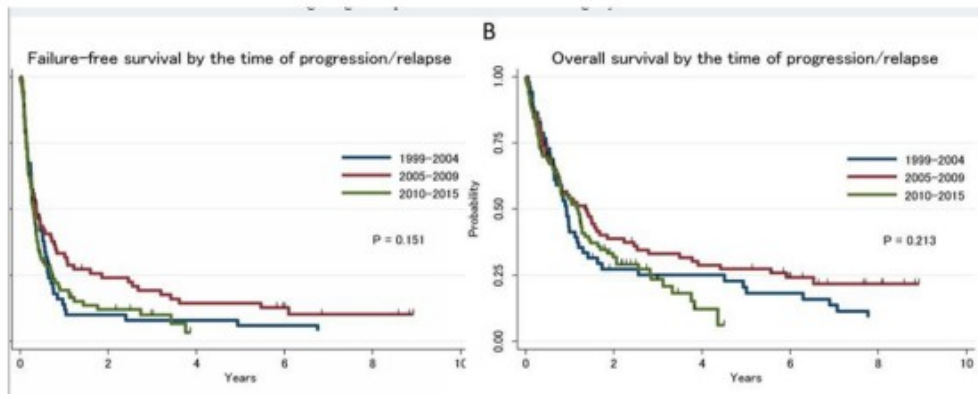 B
Failure-free survival by the time of progression/relapse
1999-2004
2005-2009
2010-2015
P = 0.151
0 2 4 6 8 10
Years
Overall survival by the time of progression/relapse
1.00
0.75
0.50
0.25
0.00
Probability
1999-2004
2005-2009
2010-2015
P = 0.213
0 2 4 6 8 10
Years